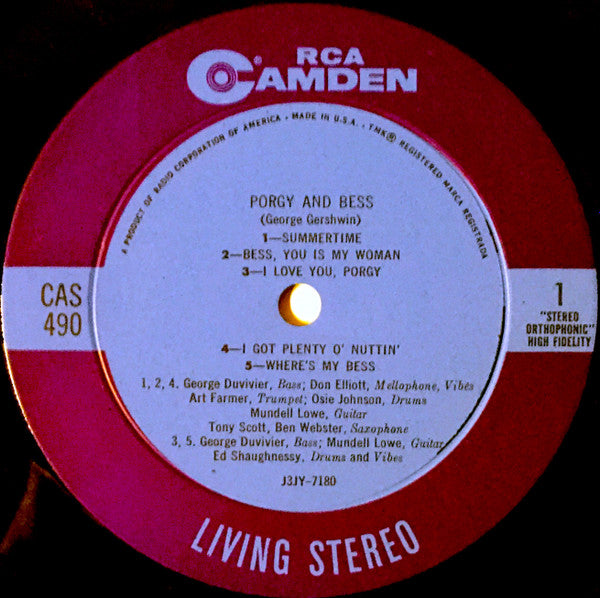 RCA
CAMDEN
A PRODUCT OF RADIO CORPORATION OF AMERICA • MADE IN U.S.A. • TMK® REGISTERED • MARCA REGISTRADA
PORGY AND BESS
(George Gershwin)
1—SUMMERTIME
2—BESS, YOU IS MY WOMAN
3—I LOVE YOU, PORGY
CAS
490
1
"STEREO
ORTHOPHONIC"
HIGH FIDELITY
4—I GOT PLENTY O' NUTTIN'
5—WHERE'S MY BESS
1, 2, 4. George Duvivier, Bass; Don Elliott, Mellophone, Vibes
Art Farmer, Trumpet; Osie Johnson, Drums
Mundell Lowe, Guitar
Tony Scott, Ben Webster, Saxophone
3, 5. George Duvivier, Bass; Mundell Lowe, Guitar
Ed Shaughnessy, Drums and Vibes
J3JY-7180
LIVING STEREO